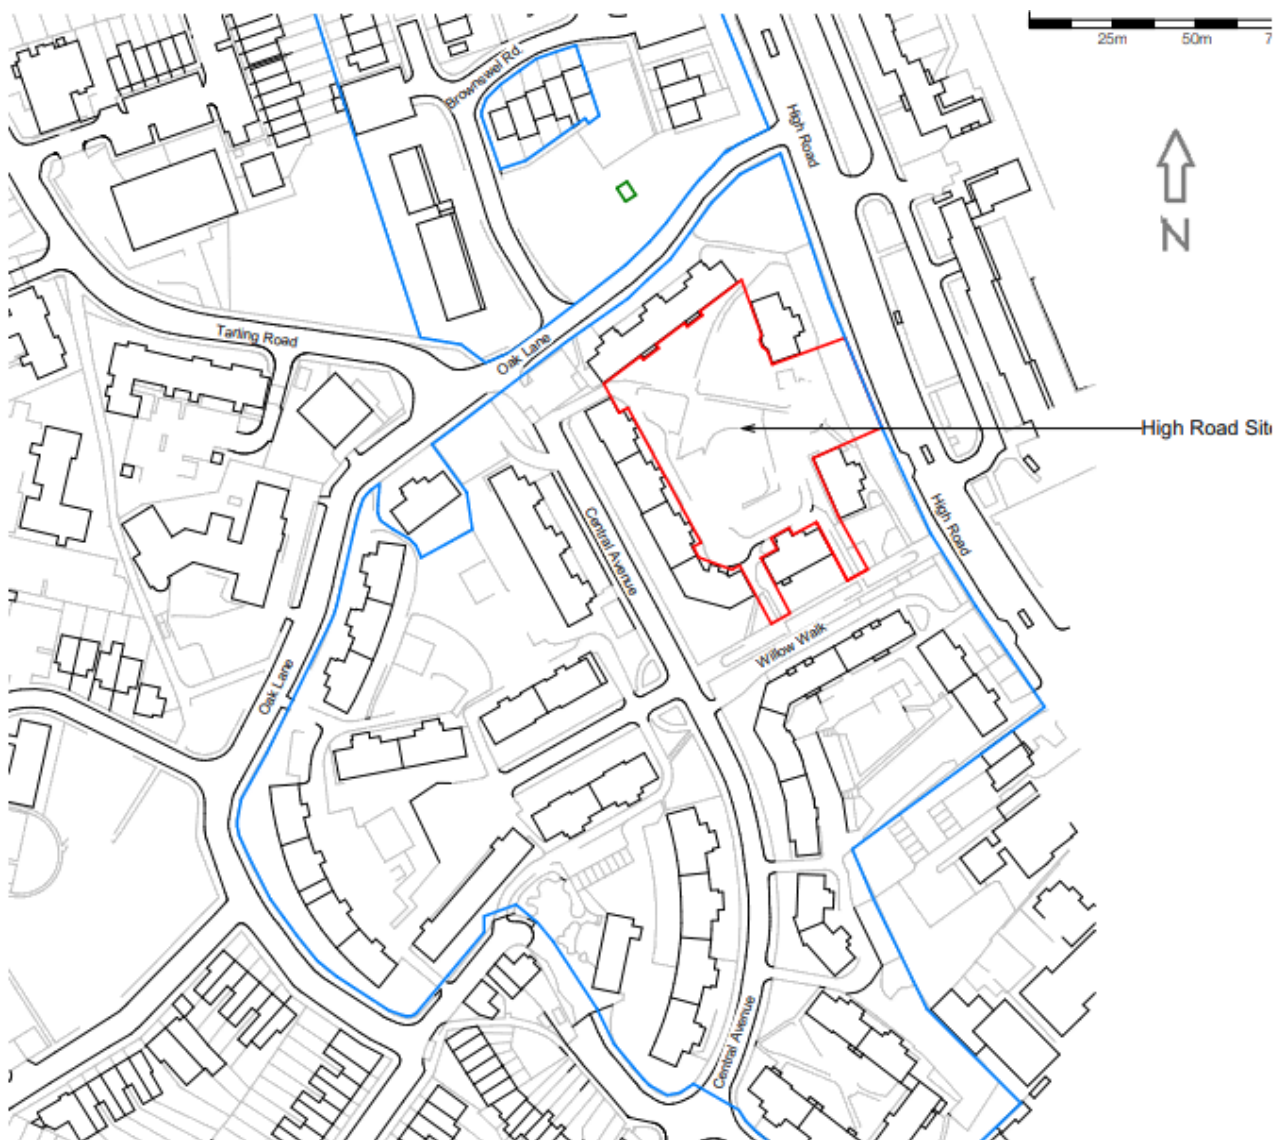 25m 50m 7
Brownswel Rd.
High Road
N
Tarling Road
Oak Lane
High Road Site
Central Avenue
High Road
Willow Walk
Oak Lane
Central Avenue